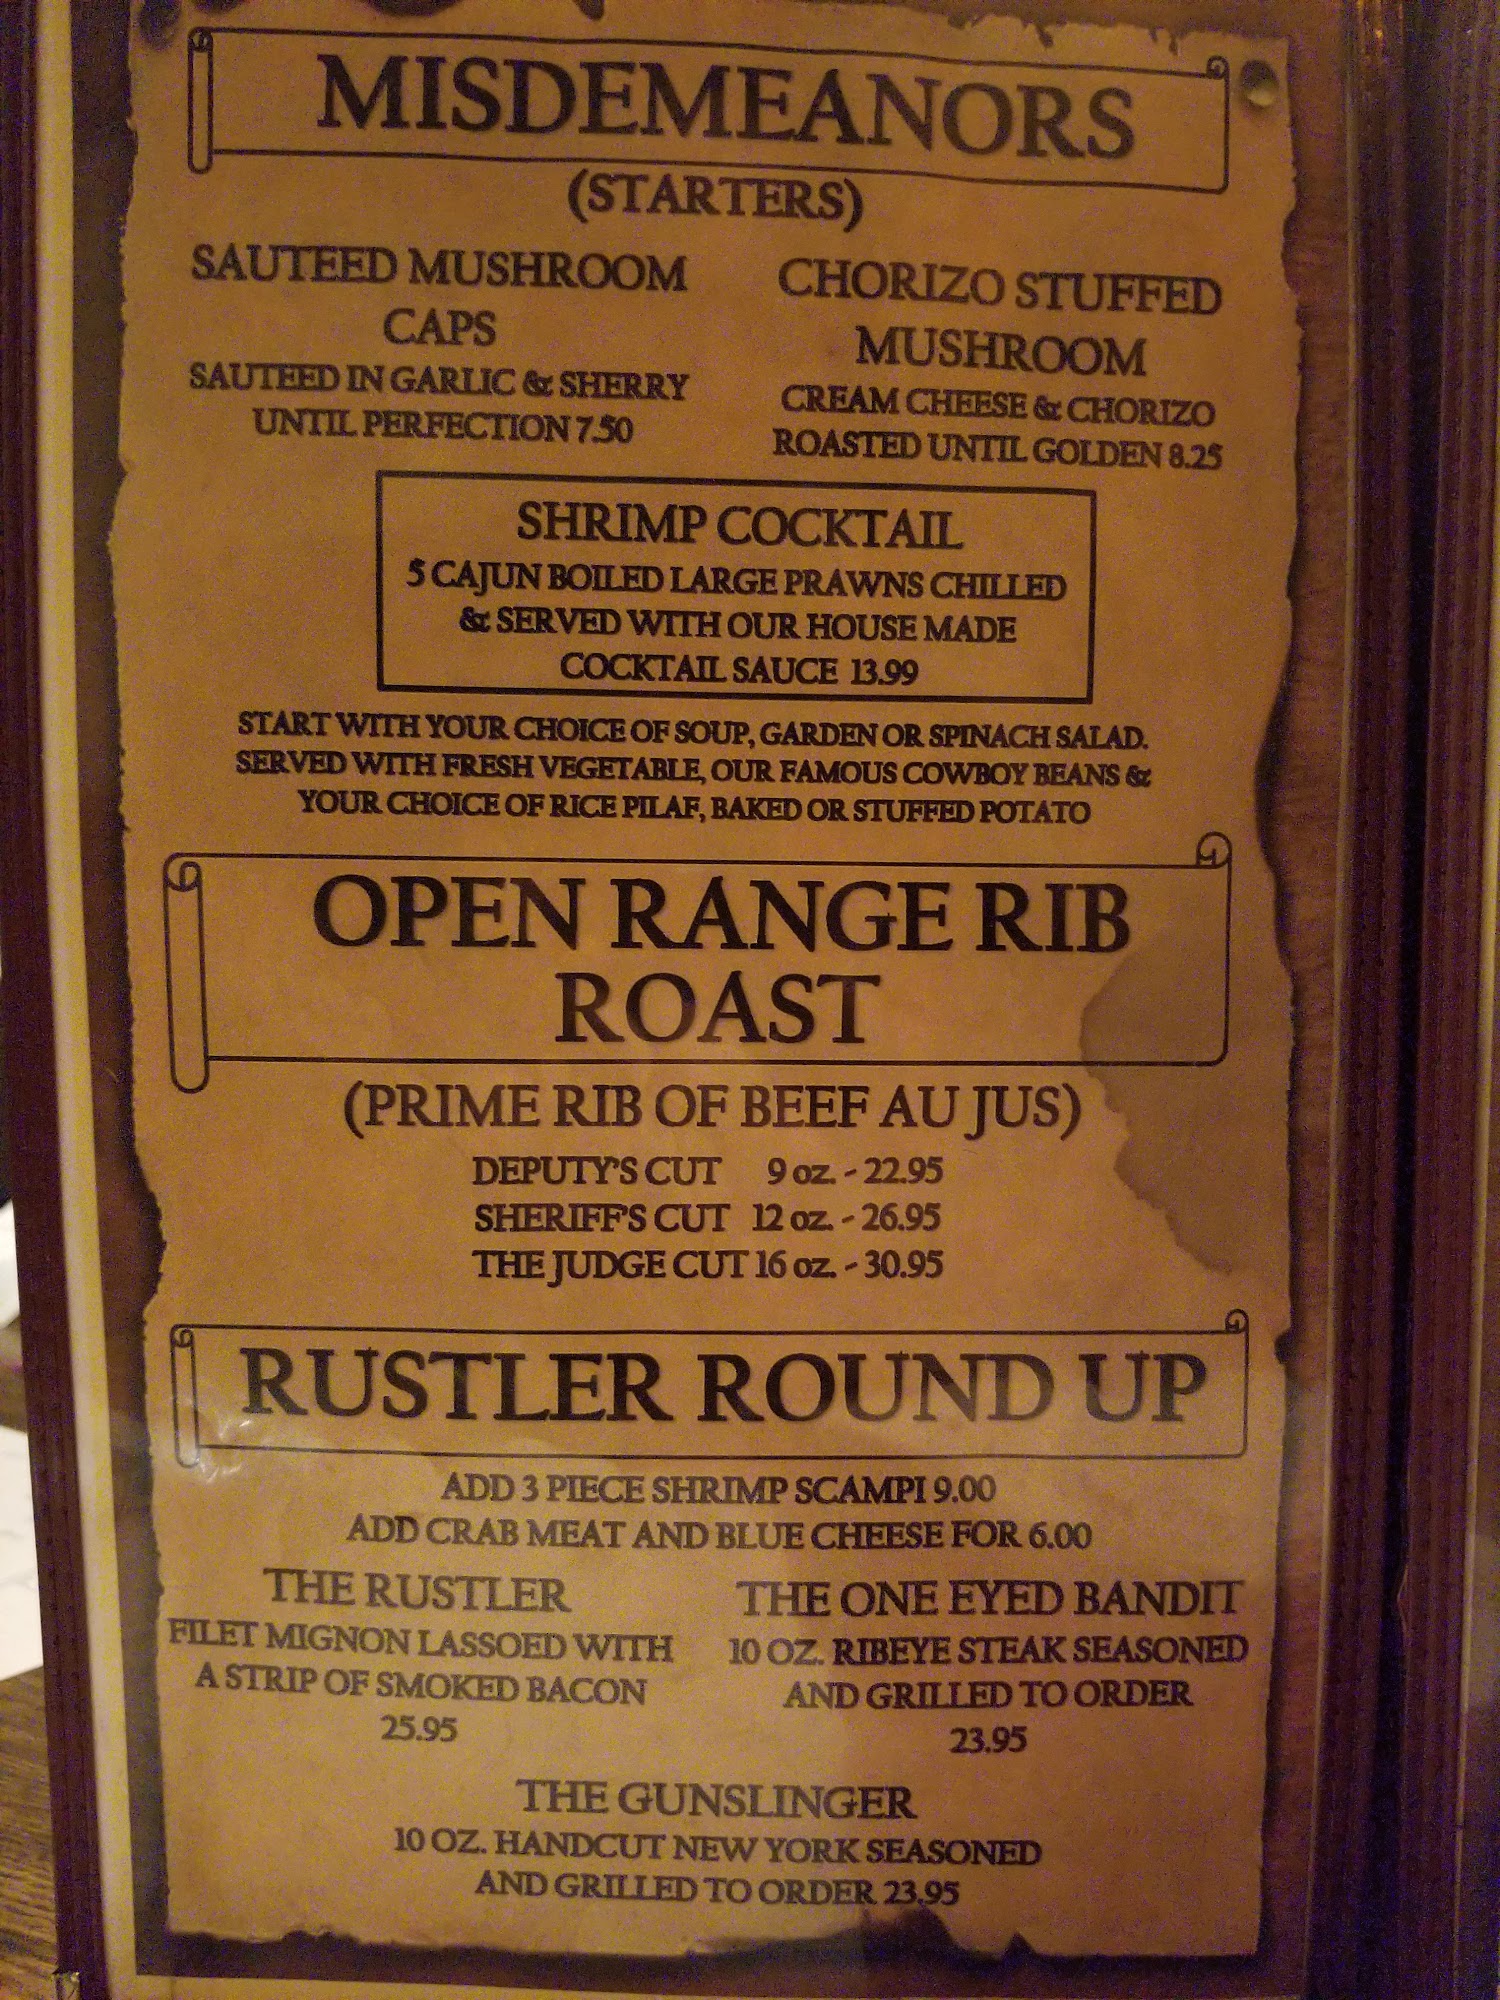 MISDEMEANORS
(STARTERS)
SAUTEED MUSHROOM
CAPS
SAUTEED IN GARLIC & SHERRY
UNTIL PERFECTION 7.50
CHORIZO STUFFED
MUSHROOM
CREAM CHEESE & CHORIZO
ROASTED UNTIL GOLDEN 8.25
SHRIMP COCKTAIL
5 CAJUN BOILED LARGE PRAWNS CHILLED
& SERVED WITH OUR HOUSE MADE
COCKTAIL SAUCE 13.99
START WITH YOUR CHOICE OF SOUP, GARDEN OR SPINACH SALAD.
SERVED WITH FRESH VEGETABLE, OUR FAMOUS COWBOY BEANS &
YOUR CHOICE OF RICE PILAF, BAKED OR STUFFED POTATO
OPEN RANGE RIB
ROAST
(PRIME RIB OF BEEF AU JUS)
DEPUTY'S CUT 9 oz. - 22.95
SHERIFF'S CUT 12 oz. - 26.95
THE JUDGE CUT 16 oz. - 30.95
RUSTLER ROUND UP
ADD 3 PIECE SHRIMP SCAMPI 9.00
ADD CRAB MEAT AND BLUE CHEESE FOR 6.00
THE RUSTLER
FILET MIGNON LASSOED WITH
A STRIP OF SMOKED BACON
25.95
THE ONE EYED BANDIT
10 OZ. RIBEYE STEAK SEASONED
AND GRILLED TO ORDER
23.95
THE GUNSLINGER
10 OZ. HANDCUT NEW YORK SEASONED
AND GRILLED TO ORDER 23.95